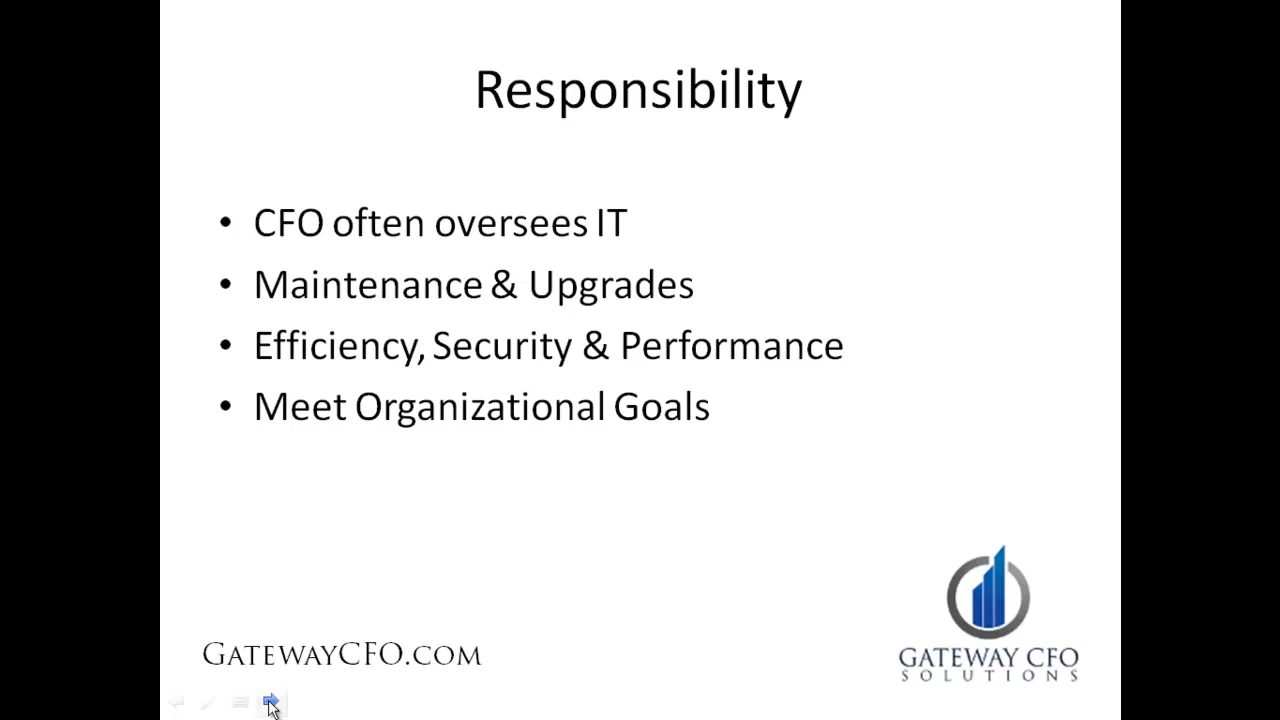 Responsibility
• CFO often oversees IT
• Maintenance & Upgrades
• Efficiency, Security & Performance
• Meet Organizational Goals
GATEWAYCFO.COM
GATEWAY CFO
SOLUTIONS